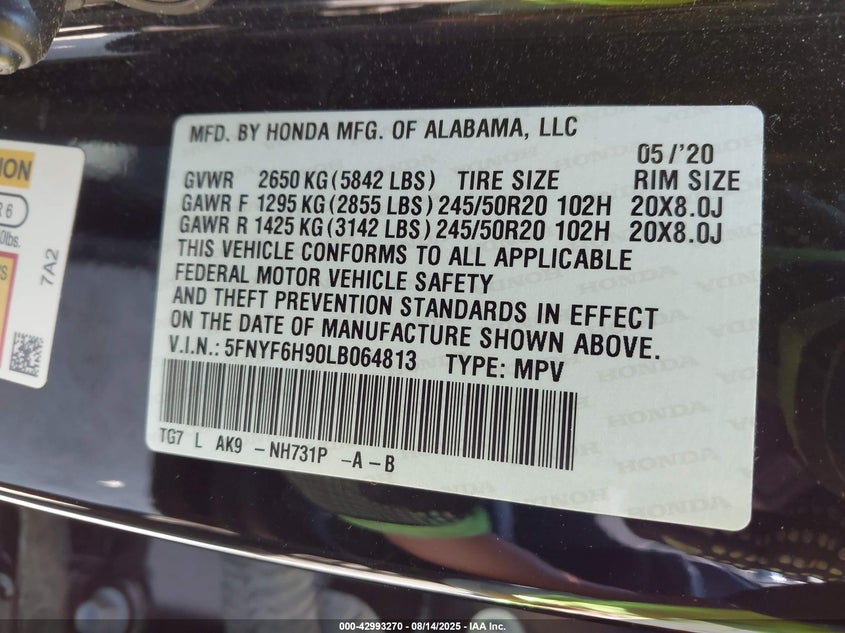 MFD. BY HONDA MFG. OF ALABAMA, LLC
05/'20
GVWR 2650 KG (5842 LBS) TIRE SIZE RIM SIZE
GAWR F 1295 KG (2855 LBS) 245/50R20 102H 20X8.0J
GAWR R 1425 KG (3142 LBS) 245/50R20 102H 20X8.0J
THIS VEHICLE CONFORMS TO ALL APPLICABLE
FEDERAL MOTOR VEHICLE SAFETY
AND THEFT PREVENTION STANDARDS IN EFFECT
ON THE DATE OF MANUFACTURE SHOWN ABOVE.
V.I.N.: 5FNYF6H90LB064813 TYPE: MPV
TG7 L AK9 -NH731P -A-B
7A2
000-42993270 - 08/14/2025 - IAA Inc.